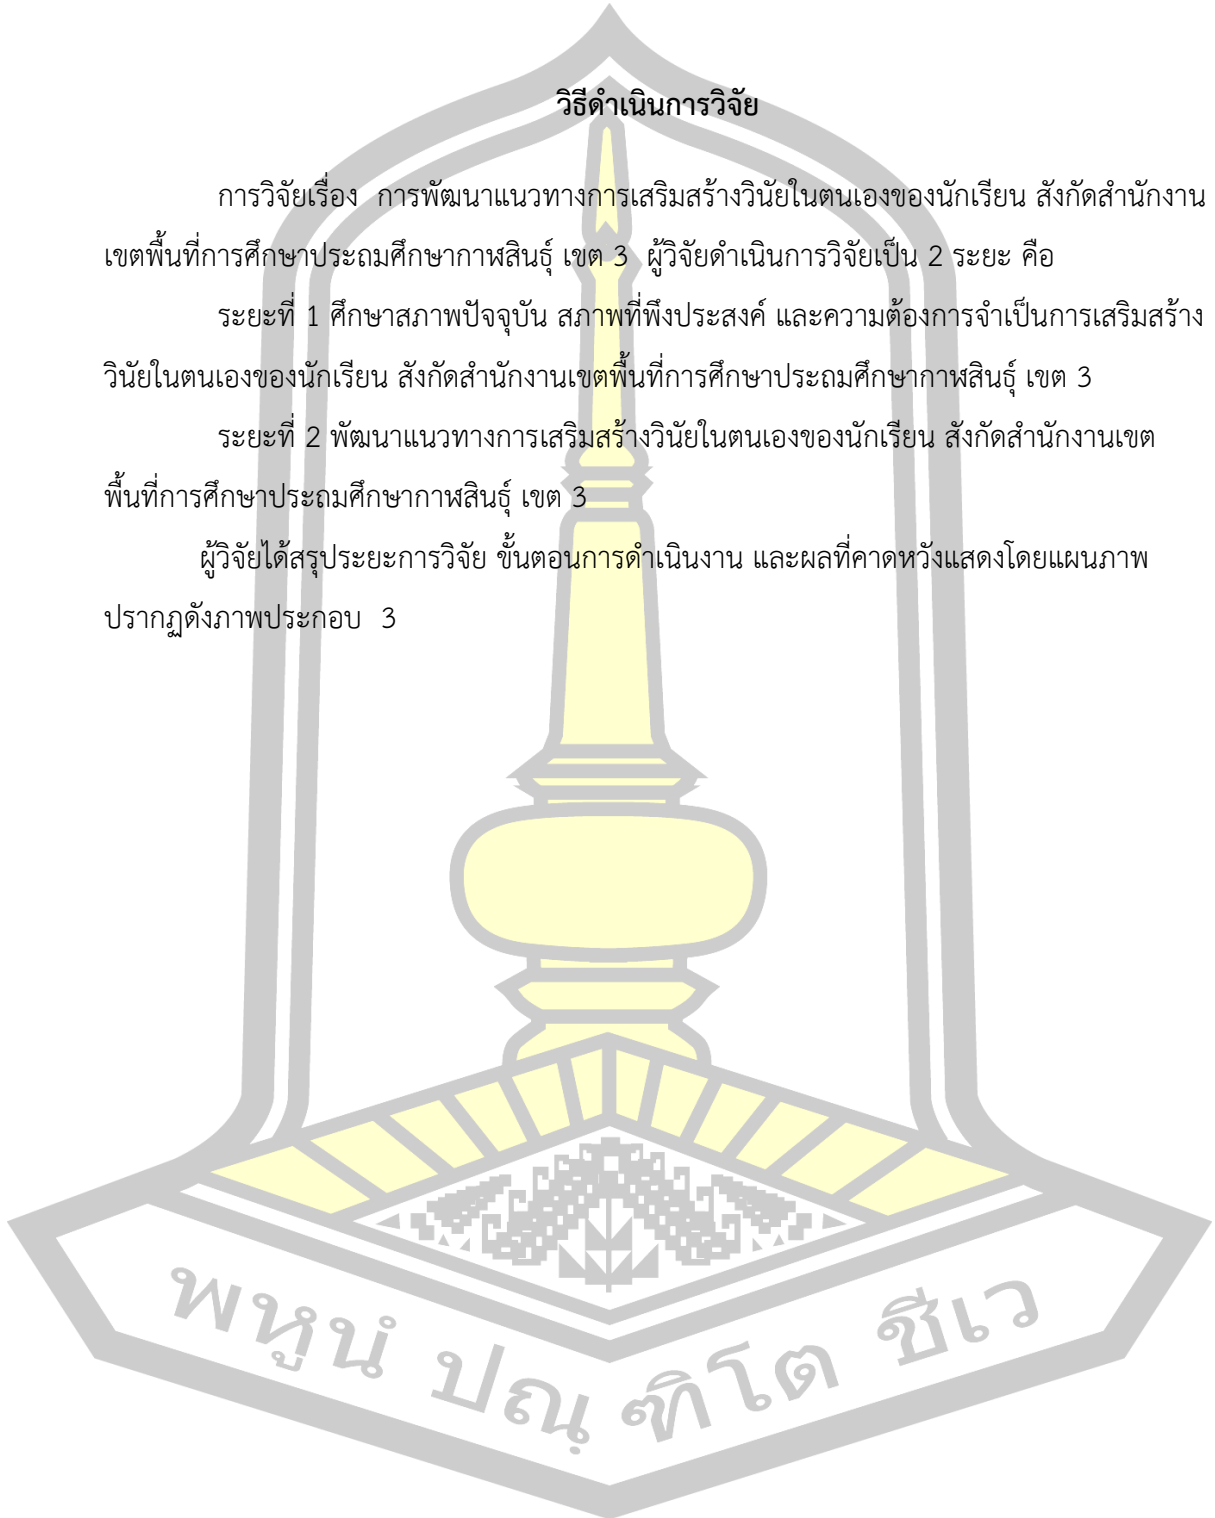 วิธีดำเนินการวิจัย
การวิจัยเรื่อง การพัฒนาแนวทางการเสริมสร้างวินัยในตนเองของนักเรียน สังกัดสำนักงาน
เขตพื้นที่การศึกษาประถมศึกษากาฬสินธุ์ เขต 3 ผู้วิจัยดำเนินการวิจัยเป็น 2 ระยะ คือ
ระยะที่ 1 ศึกษาสภาพปัจจุบัน สภาพที่พึงประสงค์ และความต้องการจำเป็นการเสริมสร้าง
วินัยในตนเองของนักเรียน สังกัดสำนักงานเขตพื้นที่การศึกษาประถมศึกษากาฬสินธุ์ เขต 3
ระยะที่ 2 พัฒนาแนวทางการเสริมสร้างวินัยในตนเองของนักเรียน สังกัดสำนักงานเขต
พื้นที่การศึกษาประถมศึกษากาฬสินธุ์ เขต 3
ผู้วิจัยได้สรุประยะการวิจัย ขั้นตอนการดำเนินงาน และผลที่คาดหวังแสดงโดยแผนภาพ
ปรากฏดังภาพประกอบ 3
พหูนํ ปณฺฑิโต ชีเว